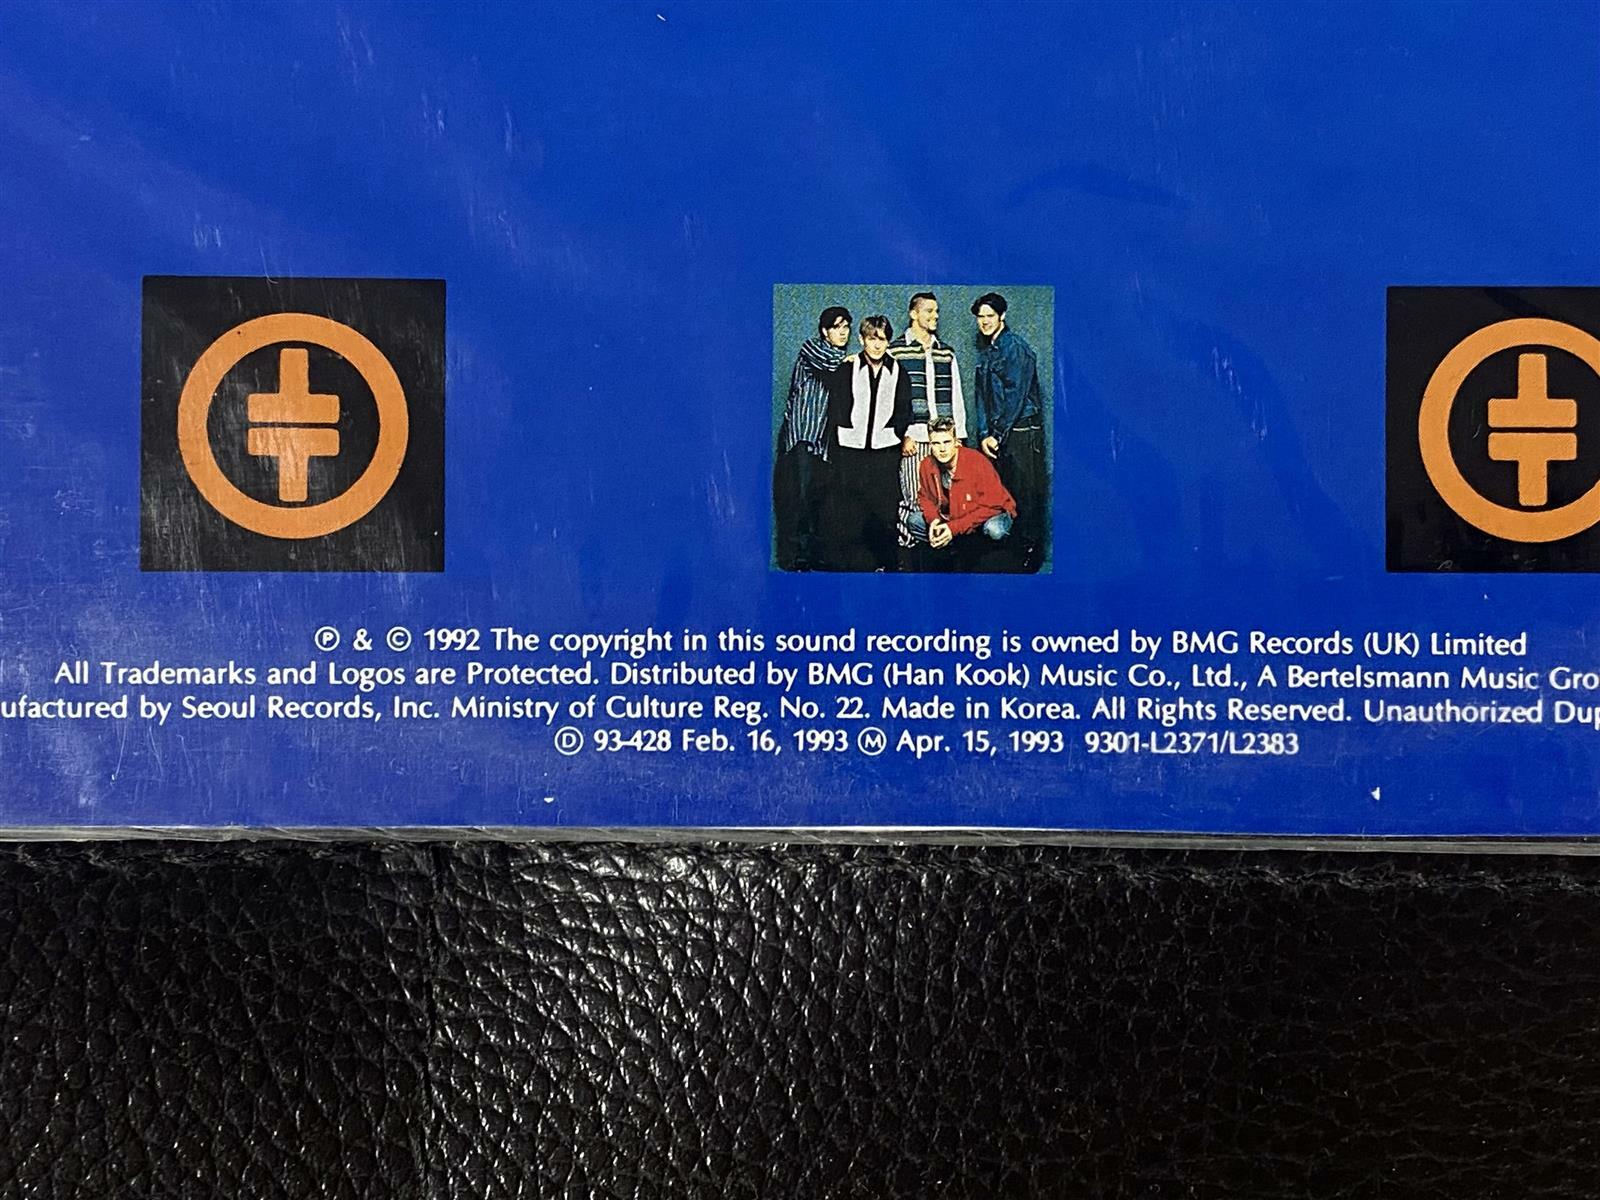 Ⓟ & © 1992 The copyright in this sound recording is owned by BMG Records (UK) Limited
All Trademarks and Logos are Protected. Distributed by BMG (Han Kook) Music Co., Ltd., A Bertelsmann Music Gro
ufactured by Seoul Records, Inc. Ministry of Culture Reg. No. 22. Made in Korea. All Rights Reserved. Unauthorized Dup
Ⓓ 93-428 Feb. 16, 1993 Ⓜ Apr. 15, 1993 9301-L2371/L2383